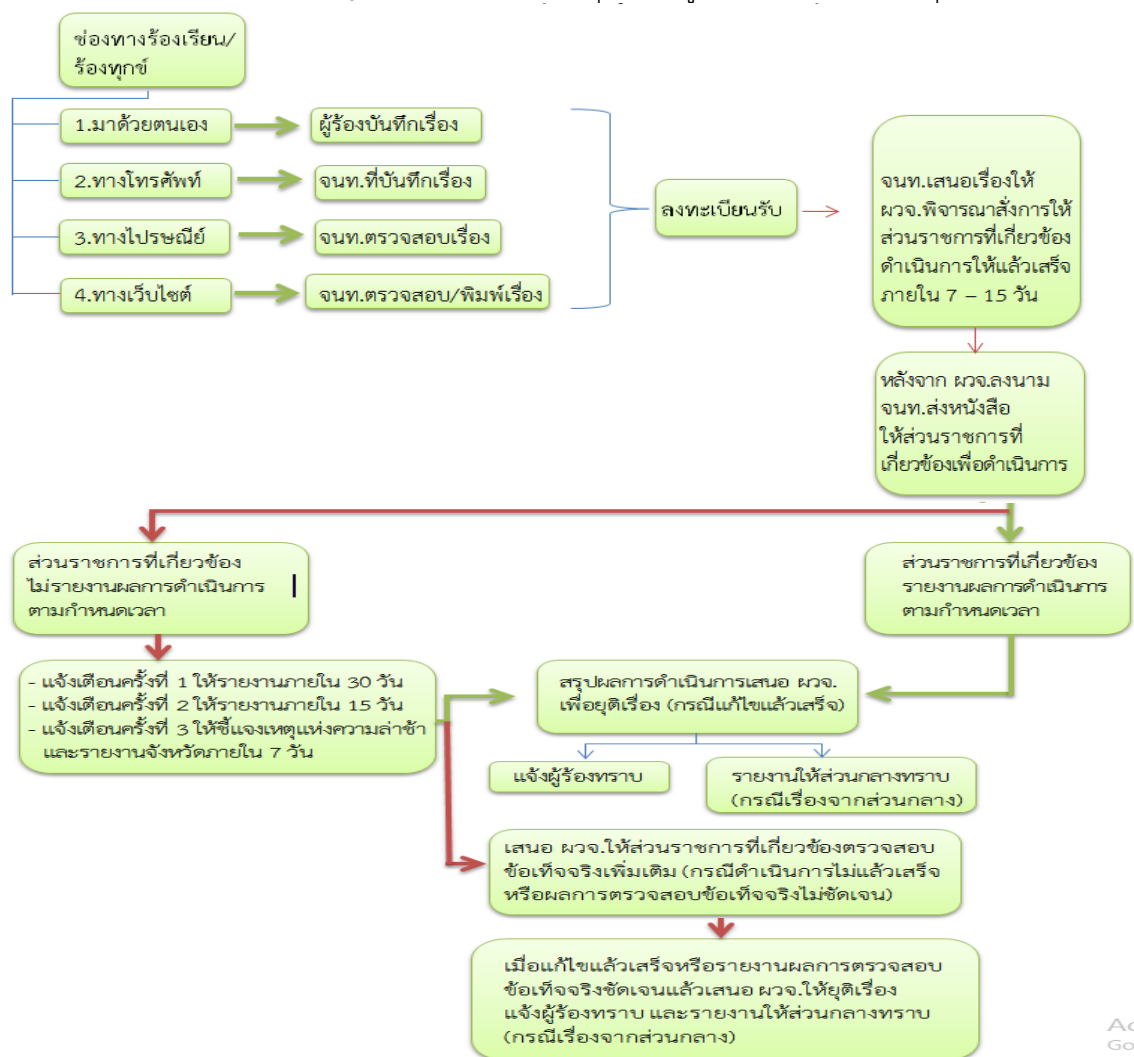 ช่องทางร้องเรียน/
ร้องทุกข์
1.มาด้วยตนเอง
ผู้ร้องบันทึกเรื่อง
2.ทางโทรศัพท์
จนท.ที่บันทึกเรื่อง
3.ทางไปรษณีย์
จนท.ตรวจสอบเรื่อง
4.ทางเว็บไซต์
จนท.ตรวจสอบ/พิมพ์เรื่อง
ลงทะเบียนรับ
จนท.เสนอเรื่องให้
ผวจ.พิจารณาสั่งการให้
ส่วนราชการที่เกี่ยวข้อง
ดำเนินการให้แล้วเสร็จ
ภายใน 7 – 15 วัน
หลังจาก ผวจ.ลงนาม
จนท.ส่งหนังสือ
ให้ส่วนราชการที่
เกี่ยวข้องเพื่อดำเนินการ
ส่วนราชการที่เกี่ยวข้อง
ไม่รายงานผลการดำเนินการ
ตามกำหนดเวลา
ส่วนราชการที่เกี่ยวข้อง
รายงานผลการดำเนินการ
ตามกำหนดเวลา
- แจ้งเตือนครั้งที่ 1 ให้รายงานภายใน 30 วัน
- แจ้งเตือนครั้งที่ 2 ให้รายงานภายใน 15 วัน
- แจ้งเตือนครั้งที่ 3 ให้ชี้แจงเหตุแห่งความล่าช้า
และรายงานจังหวัดภายใน 7 วัน
สรุปผลการดำเนินการเสนอ ผวจ.
เพื่อยุติเรื่อง (กรณีแก้ไขแล้วเสร็จ)
แจ้งผู้ร้องทราบ
รายงานให้ส่วนกลางทราบ
(กรณีเรื่องจากส่วนกลาง)
เสนอ ผวจ.ให้ส่วนราชการที่เกี่ยวข้องตรวจสอบ
ข้อเท็จจริงเพิ่มเติม (กรณีดำเนินการไม่แล้วเสร็จ
หรือผลการตรวจสอบข้อเท็จจริงไม่ชัดเจน)
เมื่อแก้ไขแล้วเสร็จหรือรายงานผลการตรวจสอบ
ข้อเท็จจริงชัดเจนแล้วเสนอ ผวจ.ให้ยุติเรื่อง
แจ้งผู้ร้องทราบ และรายงานให้ส่วนกลางทราบ
(กรณีเรื่องจากส่วนกลาง)